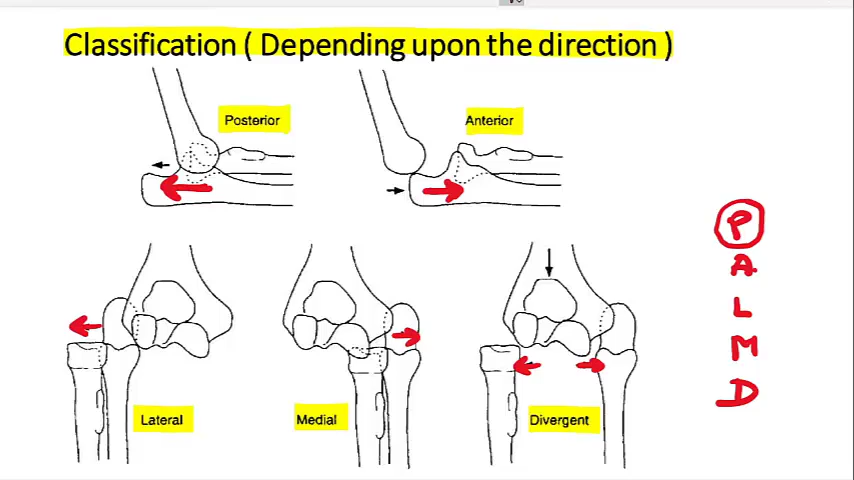 Classification ( Depending upon the direction )
Posterior
Anterior
Lateral
Medial
Divergent
P
A
L
M
D